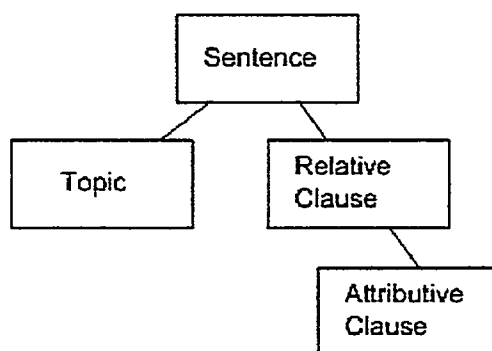 Sentence
Topic
Relative
Clause
Attributive
Clause